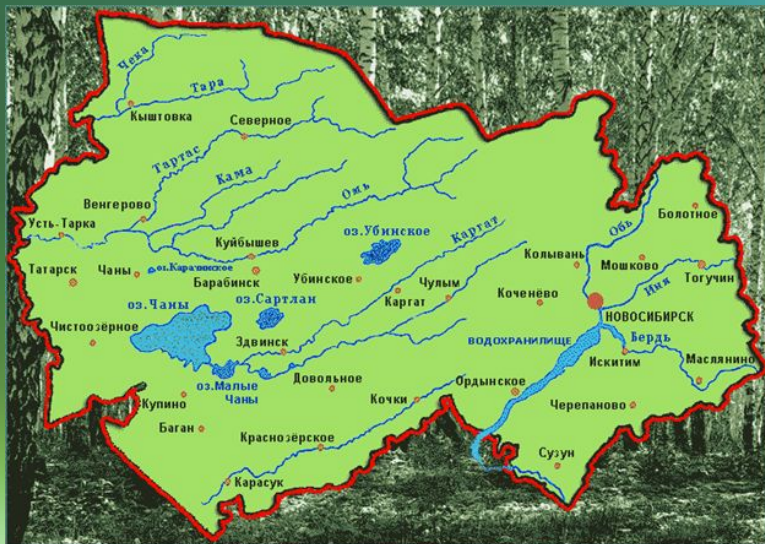 Чека
Тара
Кыштовка
Северное
Тартас
Кама
Омь
Венгерово
Усть-Тарка
Куйбышев
оз.Убинское
Каргат
Обь
Болотное
Татарск
Чаны
оз.Карачинское
Барабинск
Убинское
Каргат
Чулым
Колывань
Мошково
Тогучин
Иня
Коченёво
оз.Чаны
оз.Сартлан
НОВОСИБИРСК
Чистоозёрное
Здвинск
ВОДОХРАНИЛИЩЕ
Бердь
Искитим
Маслянино
оз.Малые
Чаны
Довольное
Ордынское
Купино
Кочки
Черепаново
Баган
Краснозёрское
Сузун
Карасук